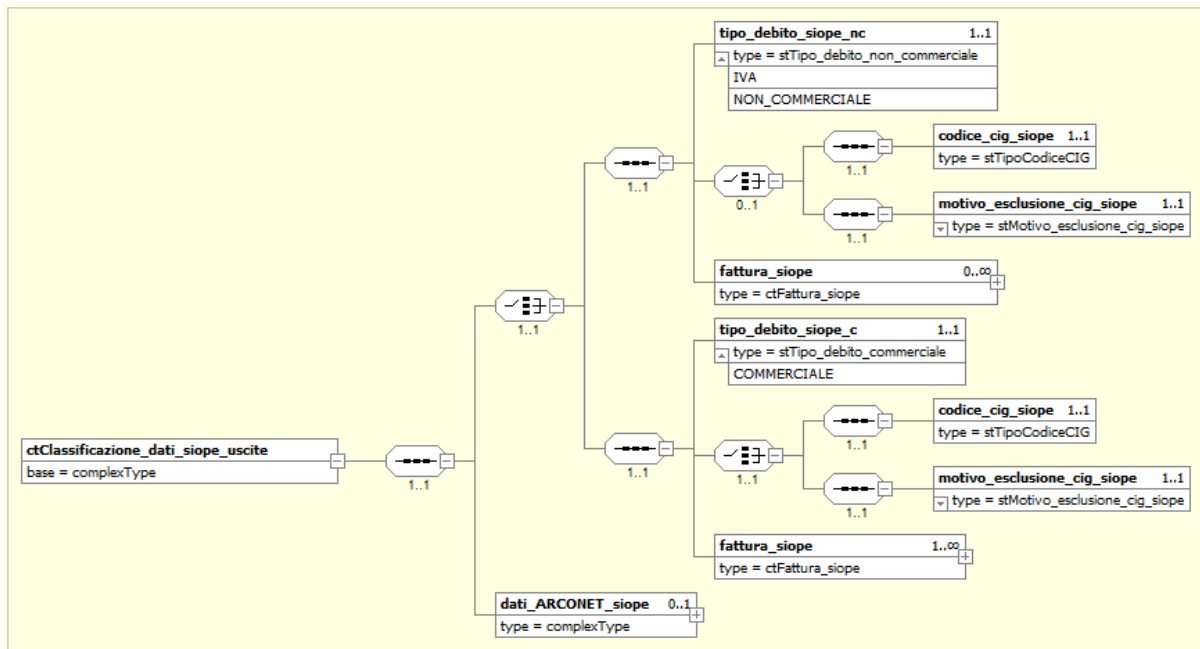 tipo_debito_siope_nc 1..1
type = stTipo_debito_non_commerciale
IVA
NON_COMMERCIALE
codice_cig_siope 1..1
type = stTipoCodiceCIG
1..1
1..1
0..1
motivo_esclusione_cig_siope 1..1
type = stMotivo_esclusione_cig_siope
1..1
fattura_siope 0..∞
type = ctFattura_siope
1..1
tipo_debito_siope_c 1..1
type = stTipo_debito_commerciale
COMMERCIALE
codice_cig_siope 1..1
type = stTipoCodiceCIG
1..1
ctClassificazione_dati_siope_uscite
base = complexType
1..1
1..1
1..1
motivo_esclusione_cig_siope 1..1
type = stMotivo_esclusione_cig_siope
1..1
fattura_siope 1..∞
type = ctFattura_siope
dati_ARCONET_siope 0..1
type = complexType